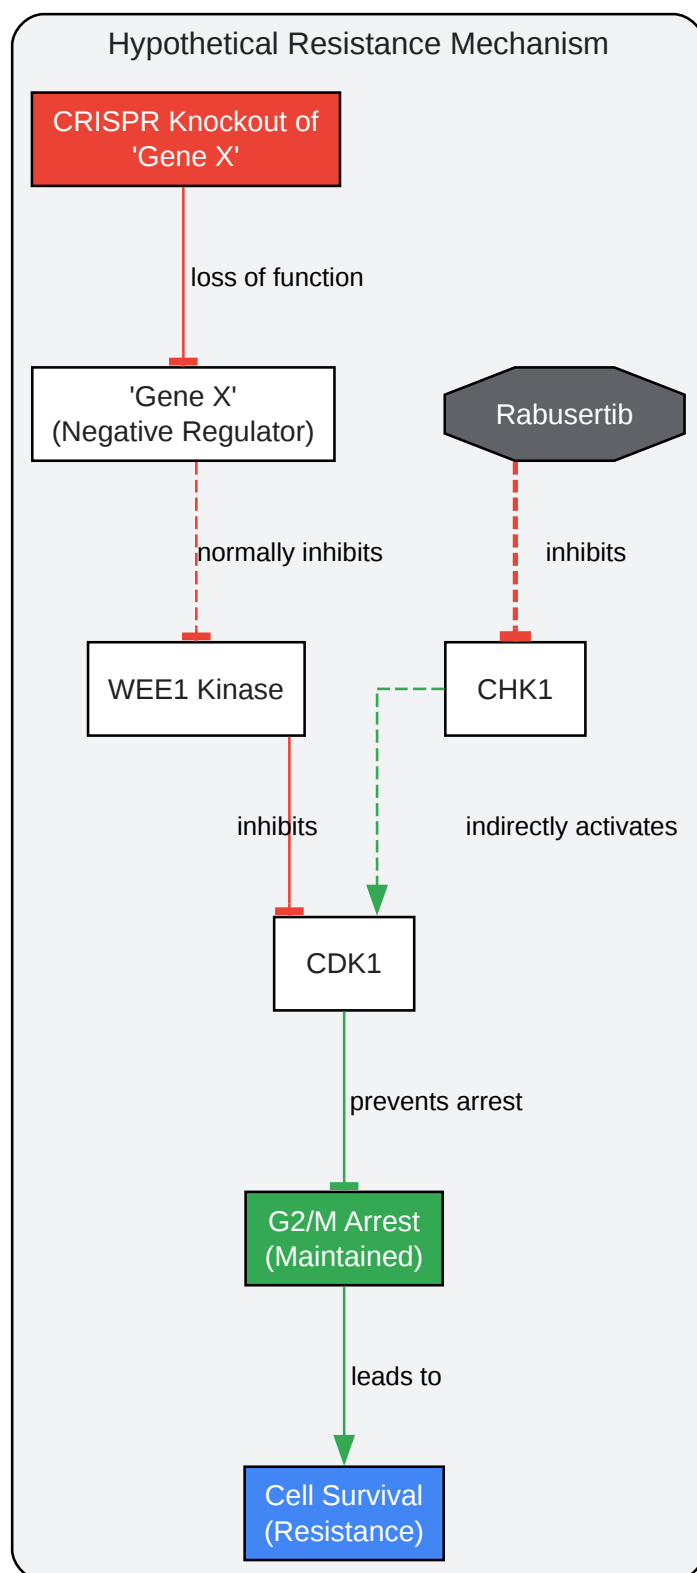 Hypothetical Resistance Mechanism
CRISPR Knockout of
'Gene X'
loss of function
'Gene X'
(Negative Regulator)
Rabusertib
normally inhibits
inhibits
WEE1 Kinase
CHK1
inhibits
indirectly activates
CDK1
prevents arrest
G2/M Arrest
(Maintained)
leads to
Cell Survival
(Resistance)